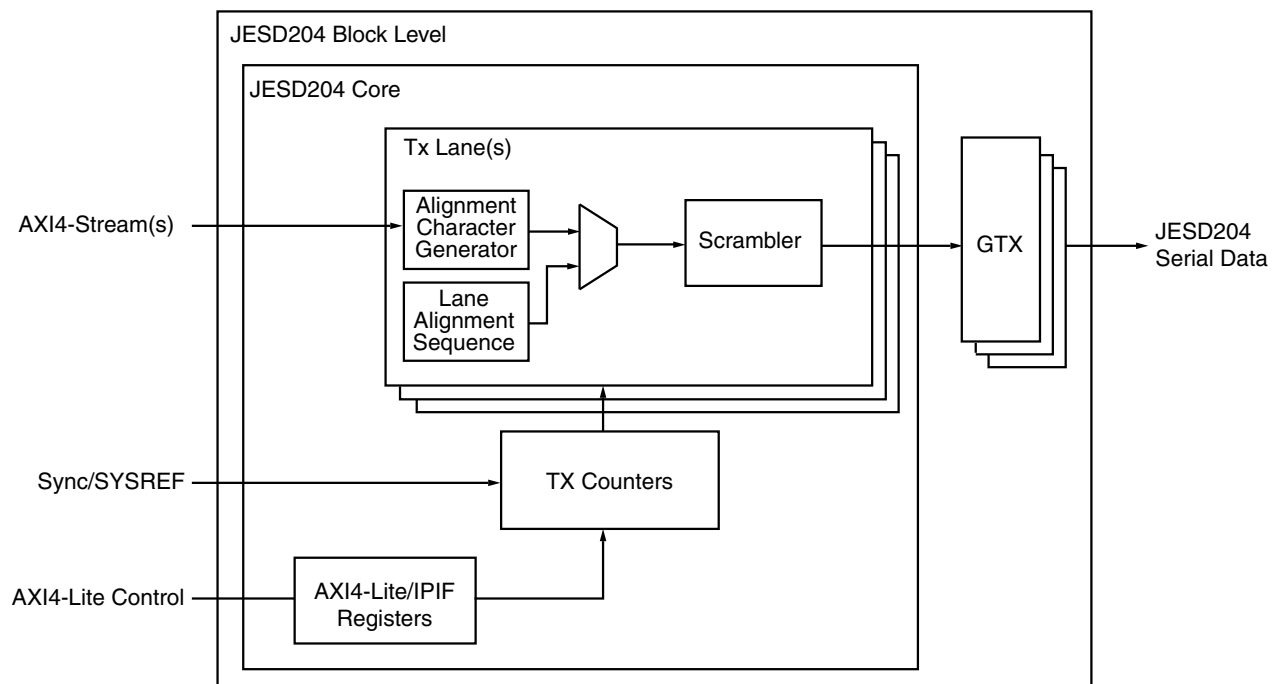 JESD204 Block Level
JESD204 Core
Tx Lane(s)
Alignment
Character
Generator
AXI4-Stream(s)
Scrambler
GTX
JESD204
Serial Data
Lane
Alignment
Sequence
Sync/SYSREF
TX Counters
AXI4-Lite Control
AXI4-Lite/IPIF
Registers